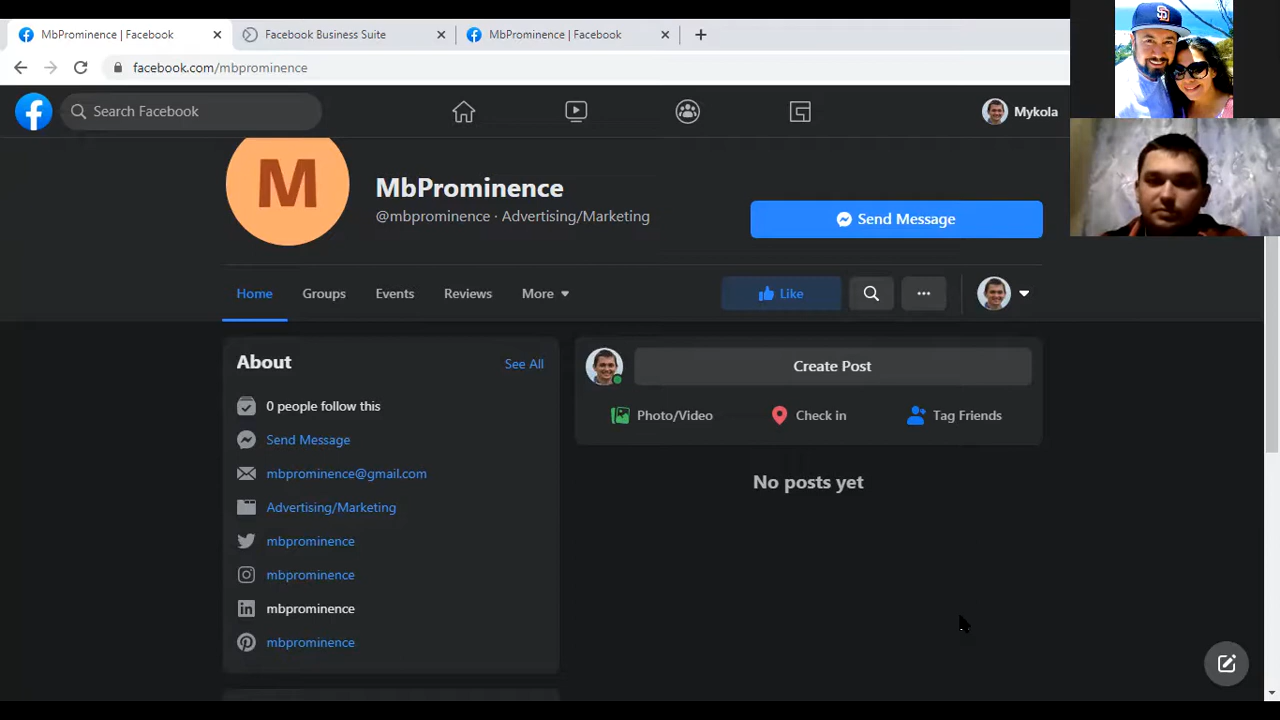 MbProminence | Facebook
Facebook Business Suite
MbProminence | Facebook
facebook.com/mbprominence
Search Facebook
Mykola
M
MbProminence
@mbprominence · Advertising/Marketing
Send Message
Home
Groups
Events
Reviews
More
Like
About
See All
0 people follow this
Send Message
mbprominence@gmail.com
Advertising/Marketing
mbprominence
mbprominence
mbprominence
mbprominence
Create Post
Photo/Video
Check in
Tag Friends
No posts yet